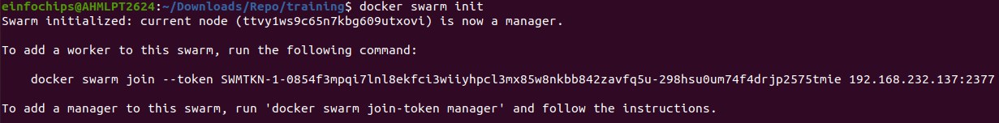 einfochips@AHMLPT2624:~/Downloads/Repo/training$ docker swarm init
Swarm initialized: current node (ttvy1ws9c65n7kbg609utxovi) is now a manager.
To add a worker to this swarm, run the following command:
docker swarm join --token SWMTKN-1-0854f3mpqi7lnl8ekfci3wiiyhpcl3mx85w8nkbb842zavfq5u-298hsu0um74f4drjp2575tmie 192.168.232.137:2377
To add a manager to this swarm, run 'docker swarm join-token manager' and follow the instructions.